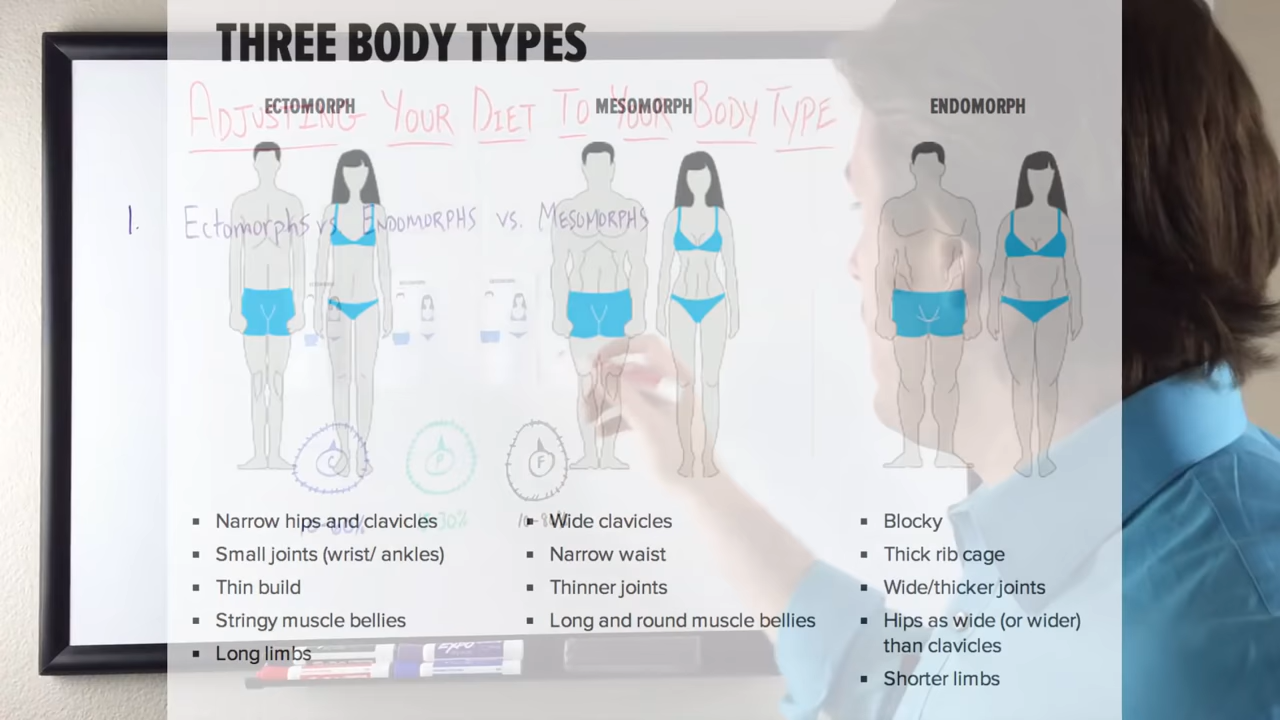 THREE BODY TYPES
ADJUSTING YOUR DIET TO YOUR BODY TYPE
ECTOMORPH
MESOMORPH
ENDOMORPH
1. Ectomorphs vs ENDOMORPHS vs. MESOMORPHS
C
P
F
▪ Narrow hips and clavicles
▪ Small joints (wrist/ ankles)
▪ Thin build
▪ Stringy muscle bellies
▪ Long limbs
▪ Wide clavicles
▪ Narrow waist
▪ Thinner joints
▪ Long and round muscle bellies
▪ Blocky
▪ Thick rib cage
▪ Wide/thicker joints
▪ Hips as wide (or wider)
than clavicles
▪ Shorter limbs
EXPO